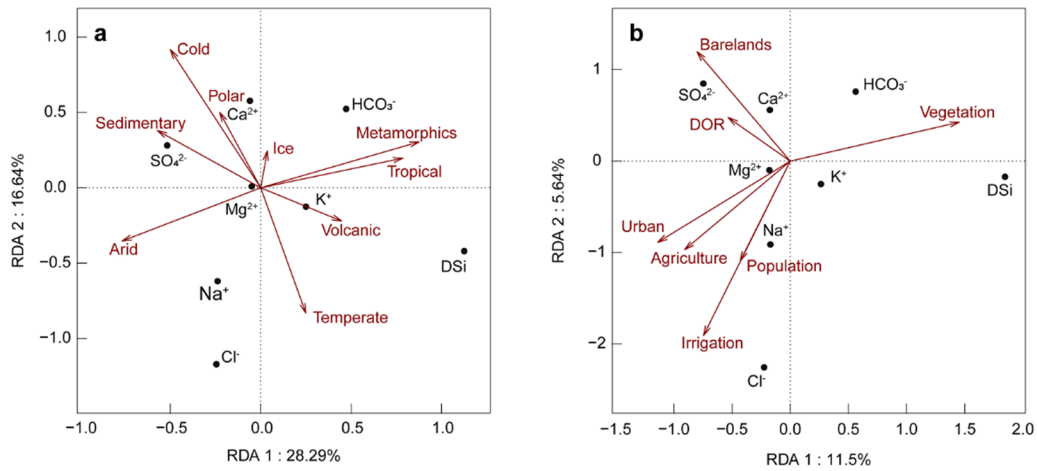 a
Cold
Polar
Ca²⁺
HCO₃⁻
Sedimentary
SO₄²⁻
Ice
Metamorphics
Tropical
Mg²⁺
K⁺
Volcanic
Arid
DSi
Na⁺
Temperate
Cl⁻
1.0
0.5
0.0
−0.5
−1.0
RDA 2 : 16.64%
−1.0
−0.5
0.0
0.5
1.0
RDA 1 : 28.29%
b
Barelands
SO₄²⁻
Ca²⁺
HCO₃⁻
DOR
Vegetation
Mg²⁺
K⁺
DSi
Urban
Na⁺
Agriculture
Population
Irrigation
Cl⁻
1
0
−1
−2
RDA 2 : 5.64%
−1.5
−1.0
−0.5
0.0
0.5
1.0
1.5
2.0
RDA 1 : 11.5%